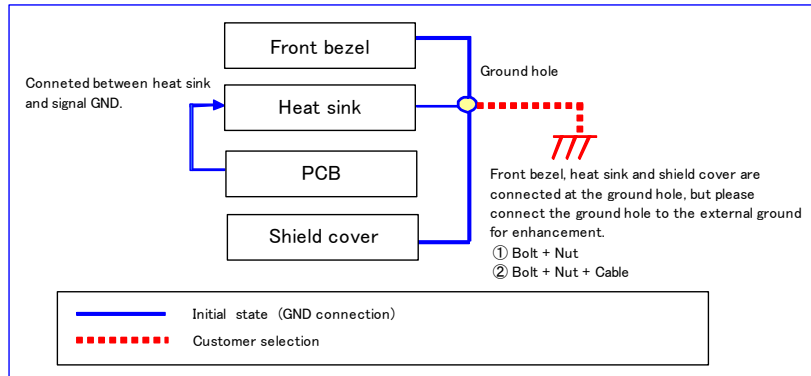 Front bezel
Ground hole
Conneted between heat sink
and signal GND.
Heat sink
PCB
Front bezel, heat sink and shield cover are
connected at the ground hole, but please
connect the ground hole to the external ground
for enhancement.
① Bolt + Nut
② Bolt + Nut + Cable
Shield cover
Initial state (GND connection)
Customer selection